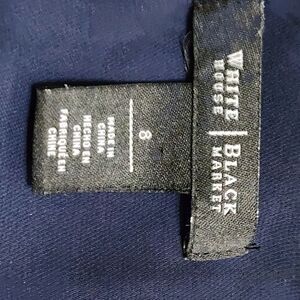 WHITE | BLACK
HOUSE | MARKET
8
MADE IN
CHINA
HECHO EN
CHINA
FABRIQUÉ EN
CHINE